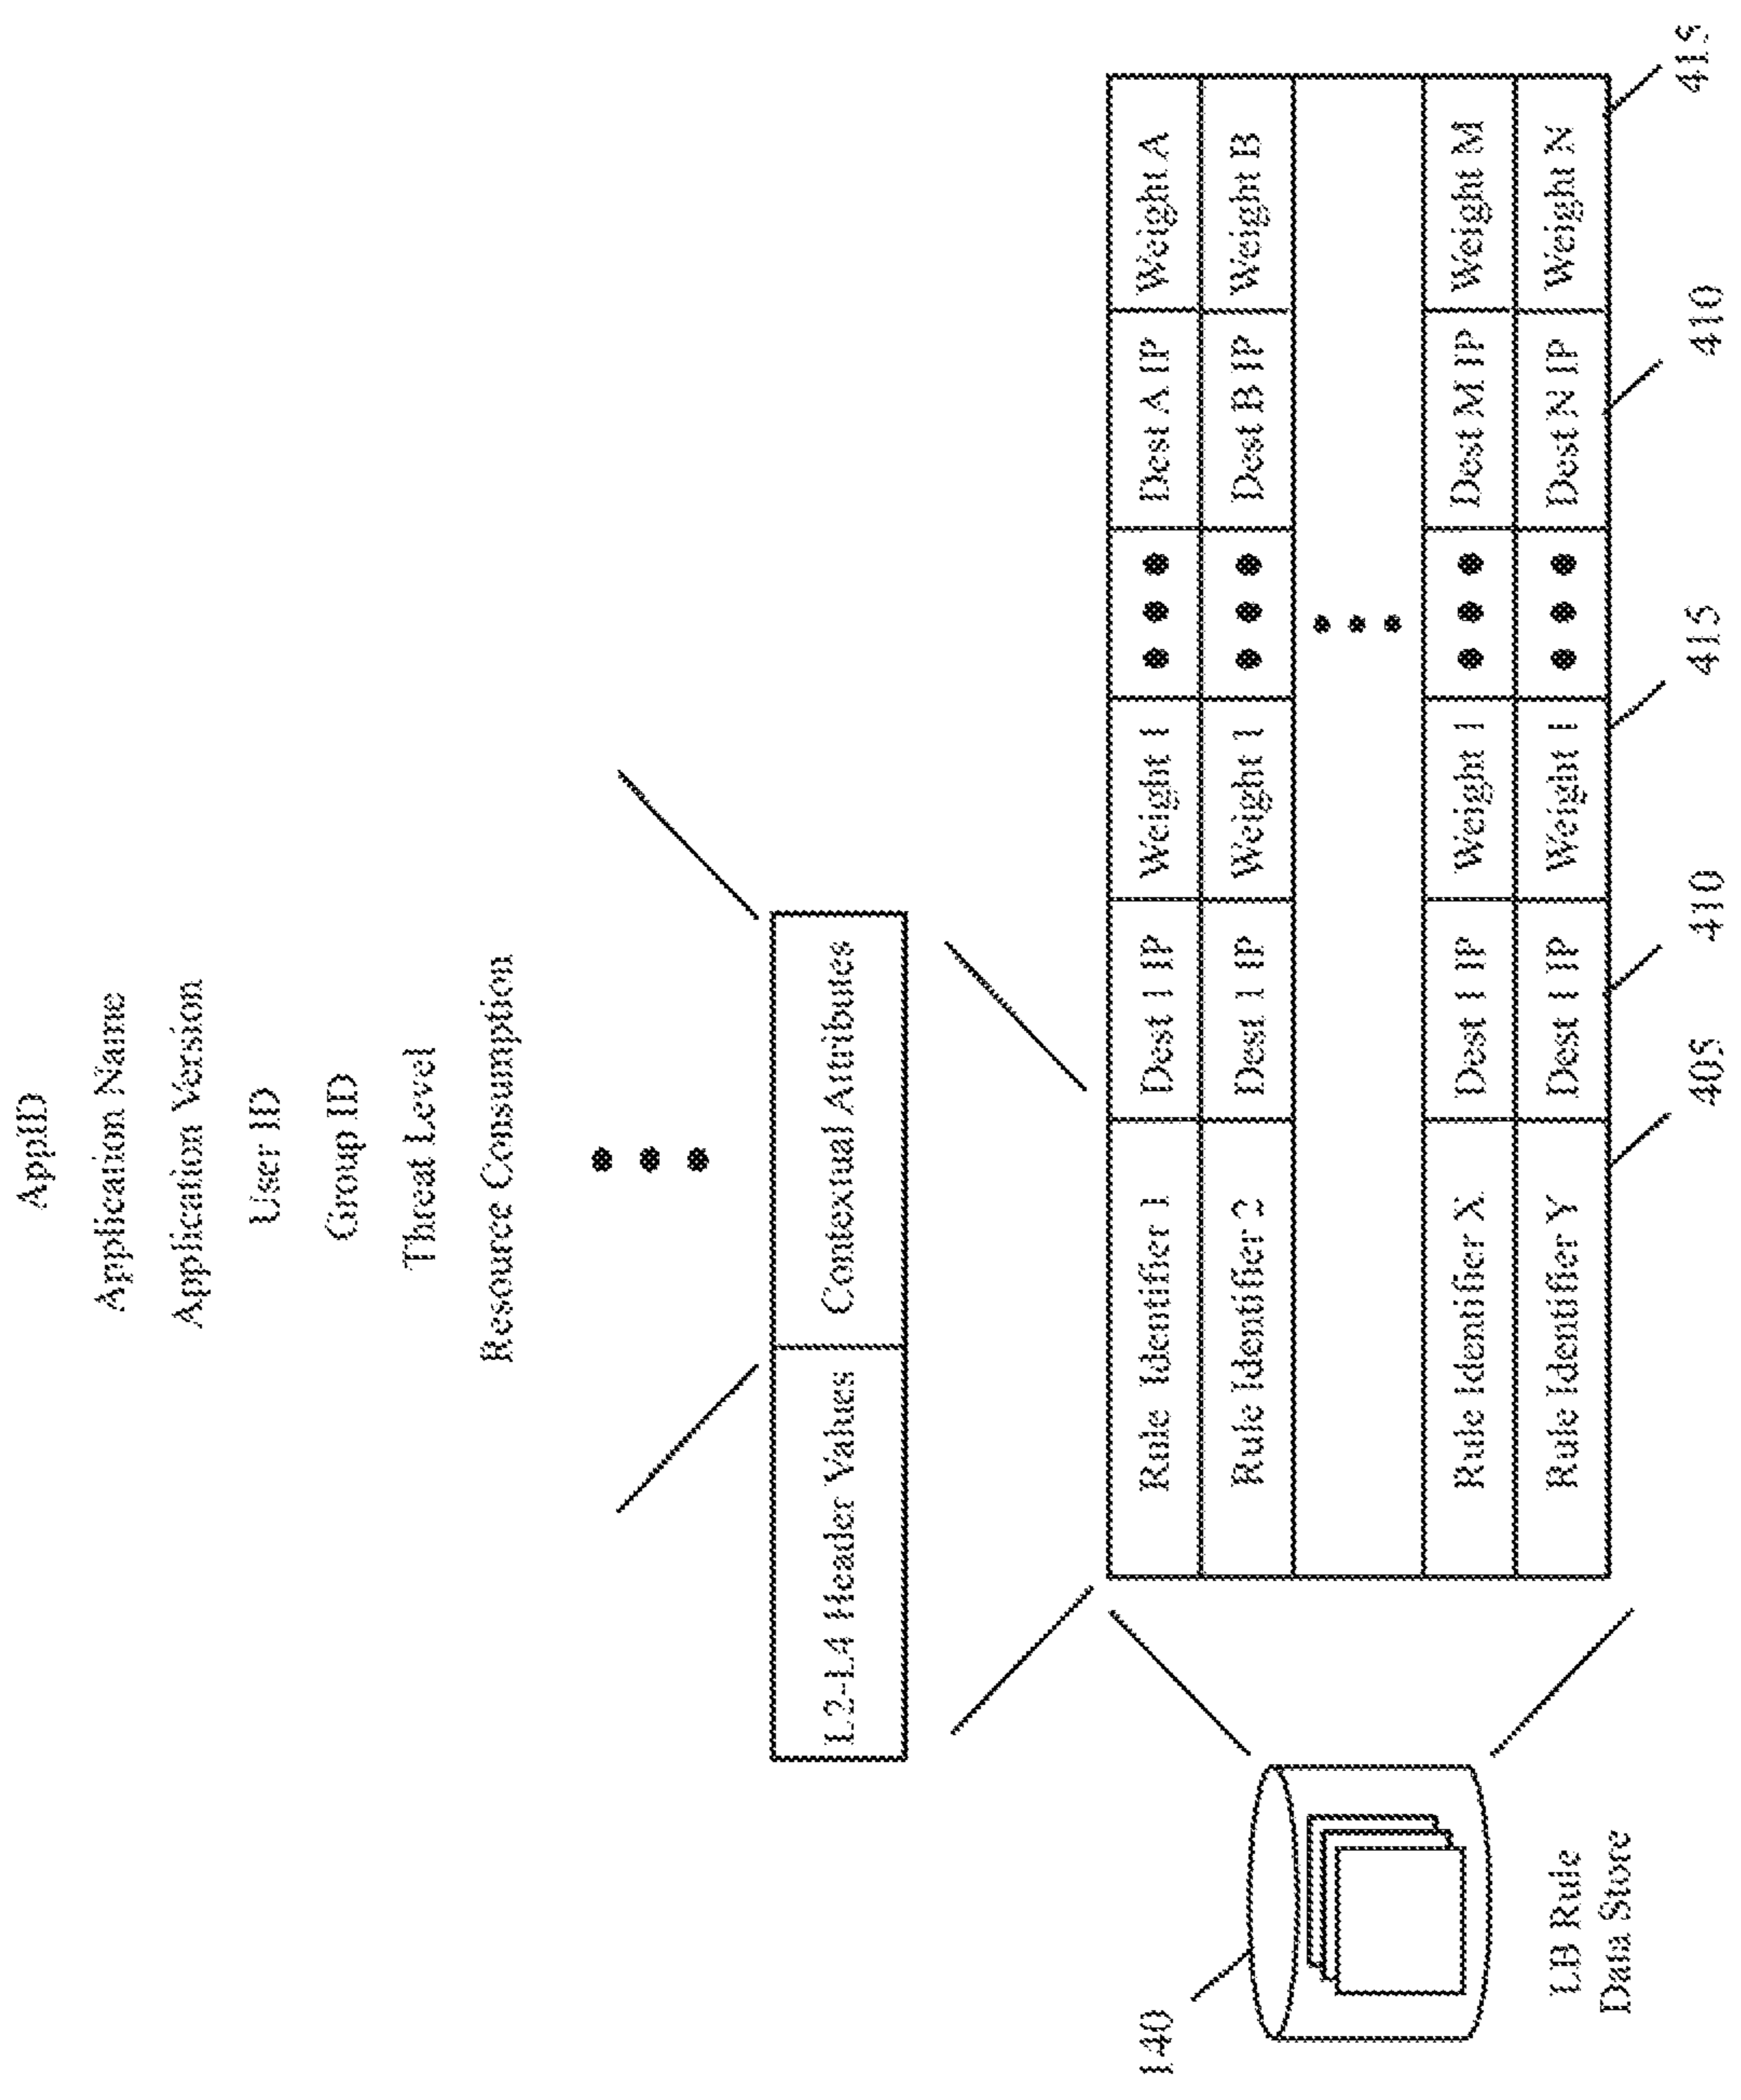 AppID
Application Name
Application Version
User ID
Group ID
Threat Level
Resource Consumption
L2-L4 Header Values
Contextual Attributes
Rule Identifier 1
Dest 1 IP
Weight 1
Dest A IP
Weight A
Rule Identifier 2
Dest 1 IP
Weight 1
Dest B IP
Weight B
Rule Identifier X
Dest 1 IP
Weight 1
Dest M IP
Weight M
Rule Identifier Y
Dest 1 IP
Weight 1
Dest N IP
Weight N
405
410
415
410
415
140
LB Rule
Data Store